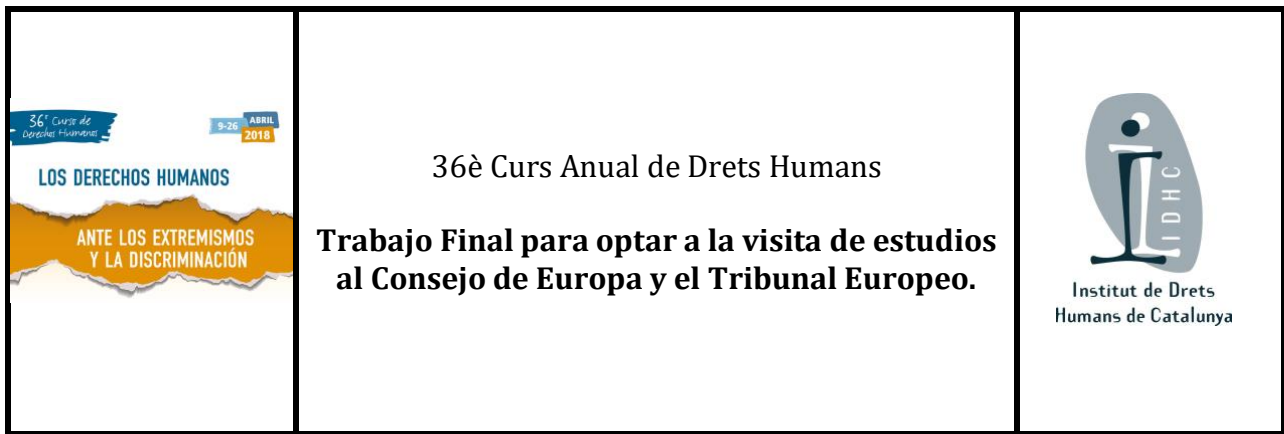 36º Curso de
Derechos Humanos
9-26 ABRIL
2018
LOS DERECHOS HUMANOS
ANTE LOS EXTREMISMOS
Y LA DISCRIMINACIÓN
36è Curs Anual de Drets Humans
Trabajo Final para optar a la visita de estudios
al Consejo de Europa y el Tribunal Europeo.
IDHC
Institut de Drets
Humans de Catalunya